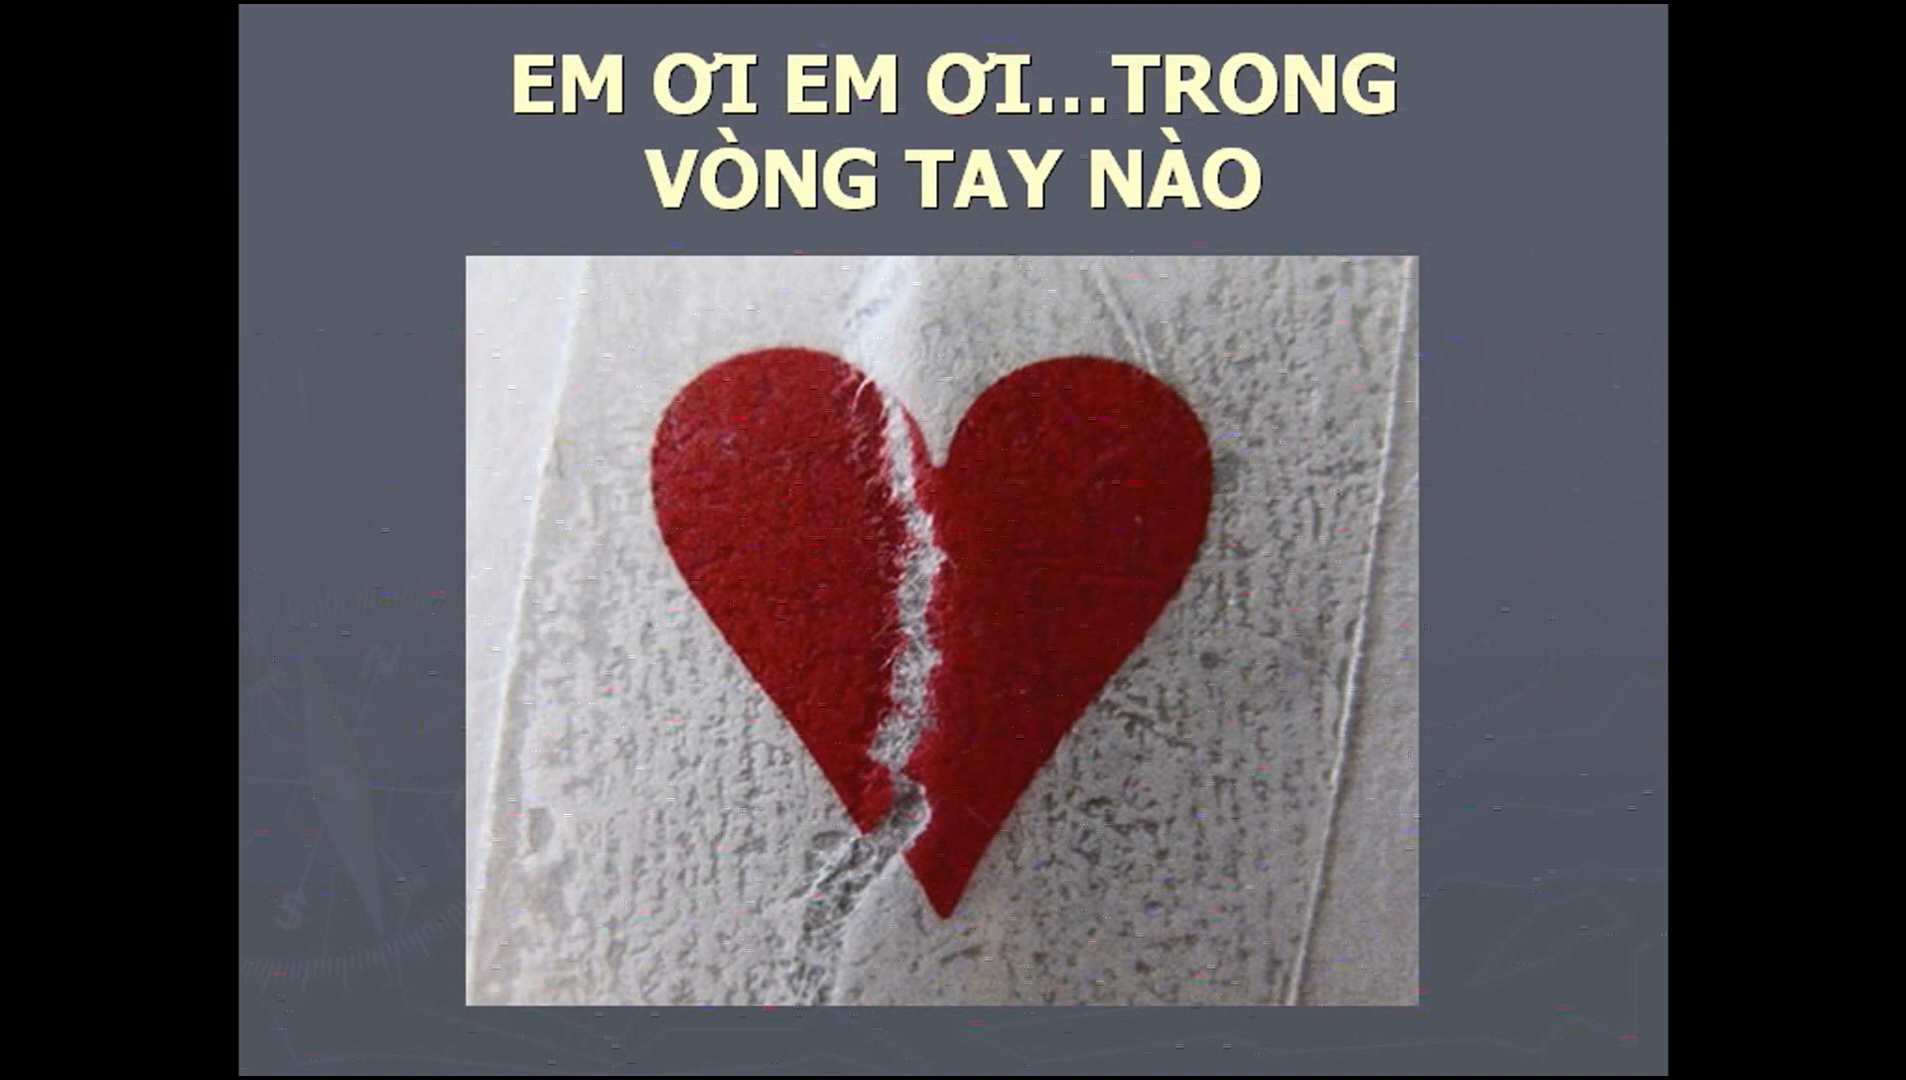 EM ƠI EM ƠI...TRONG
VÒNG TAY NÀO
N
S